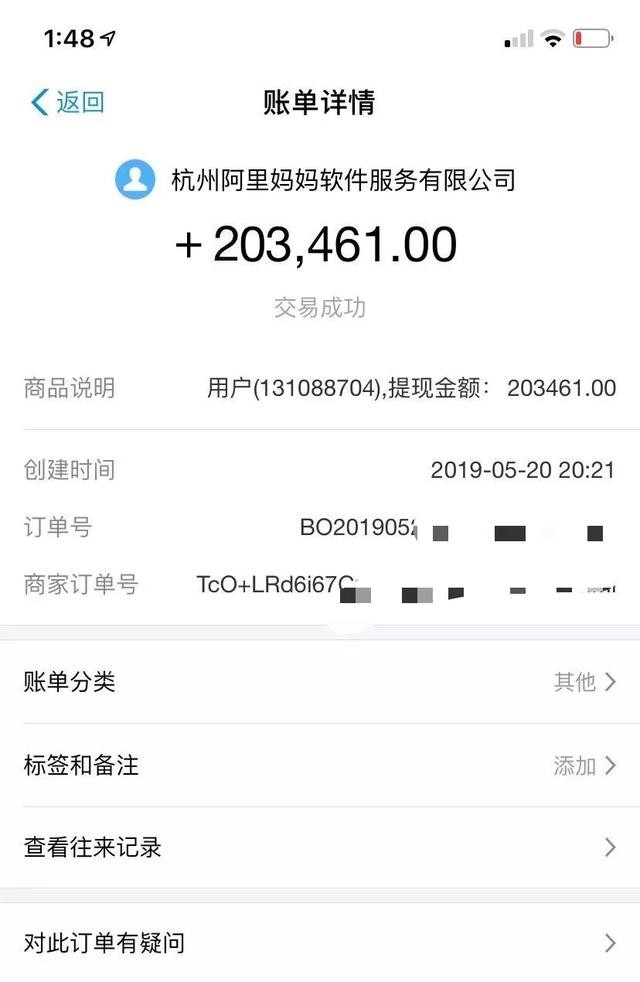 1:48
返回
账单详情
杭州阿里妈妈软件服务有限公司
+203,461.00
交易成功
商品说明 用户(131088704),提现金额： 203461.00
创建时间 2019-05-20 20:21
订单号 BO201905
商家订单号 TcO+LRd6i67
账单分类 其他
标签和备注 添加
查看往来记录
对此订单有疑问